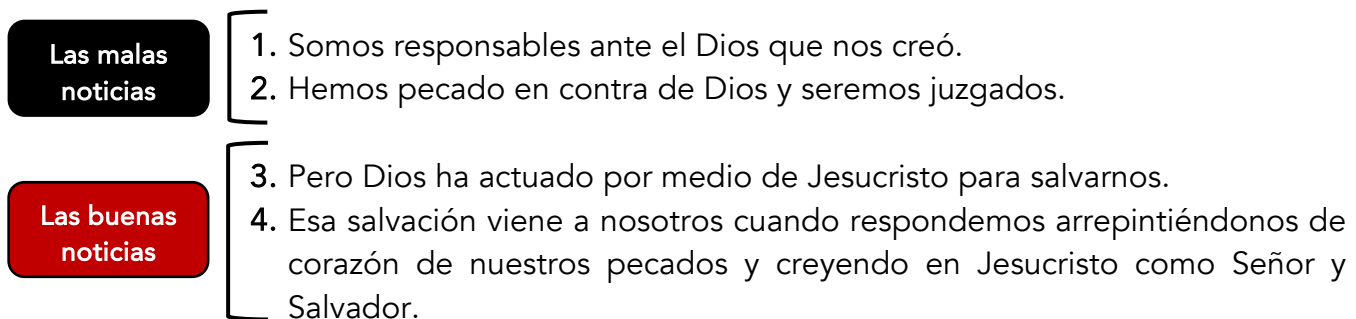 Las malas
noticias
1. Somos responsables ante el Dios que nos creó.
2. Hemos pecado en contra de Dios y seremos juzgados.
Las buenas
noticias
3. Pero Dios ha actuado por medio de Jesucristo para salvarnos.
4. Esa salvación viene a nosotros cuando respondemos arrepintiéndonos de
corazón de nuestros pecados y creyendo en Jesucristo como Señor y
Salvador.